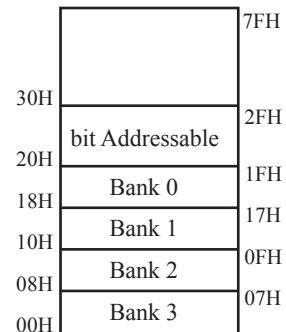 7FH
30H
2FH
bit Addressable
20H
1FH
Bank 0
18H
17H
Bank 1
10H
0FH
Bank 2
08H
07H
Bank 3
00H